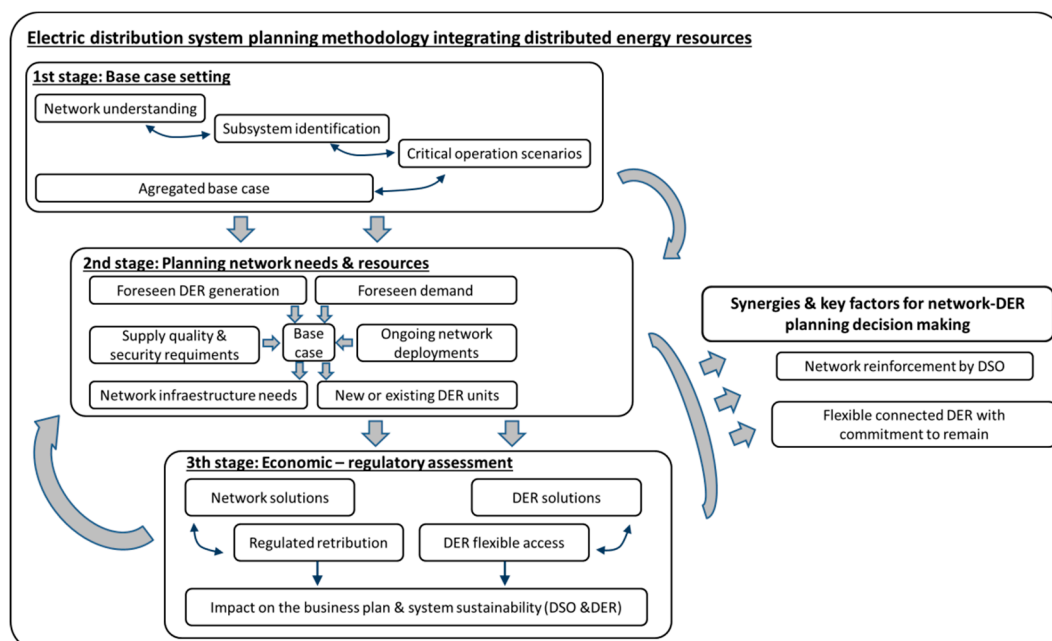 Electric distribution system planning methodology integrating distributed energy resources
1st stage: Base case setting
Network understanding
Subsystem identification
Critical operation scenarios
Agregated base case
2nd stage: Planning network needs & resources
Foreseen DER generation
Foreseen demand
Supply quality &
security requiments
Base
case
Ongoing network
deployments
Network infraestructure needs
New or existing DER units
3th stage: Economic – regulatory assessment
Network solutions
DER solutions
Regulated retribution
DER flexible access
Impact on the business plan & system sustainability (DSO &DER)
Synergies & key factors for network-DER
planning decision making
Network reinforcement by DSO
Flexible connected DER with
commitment to remain